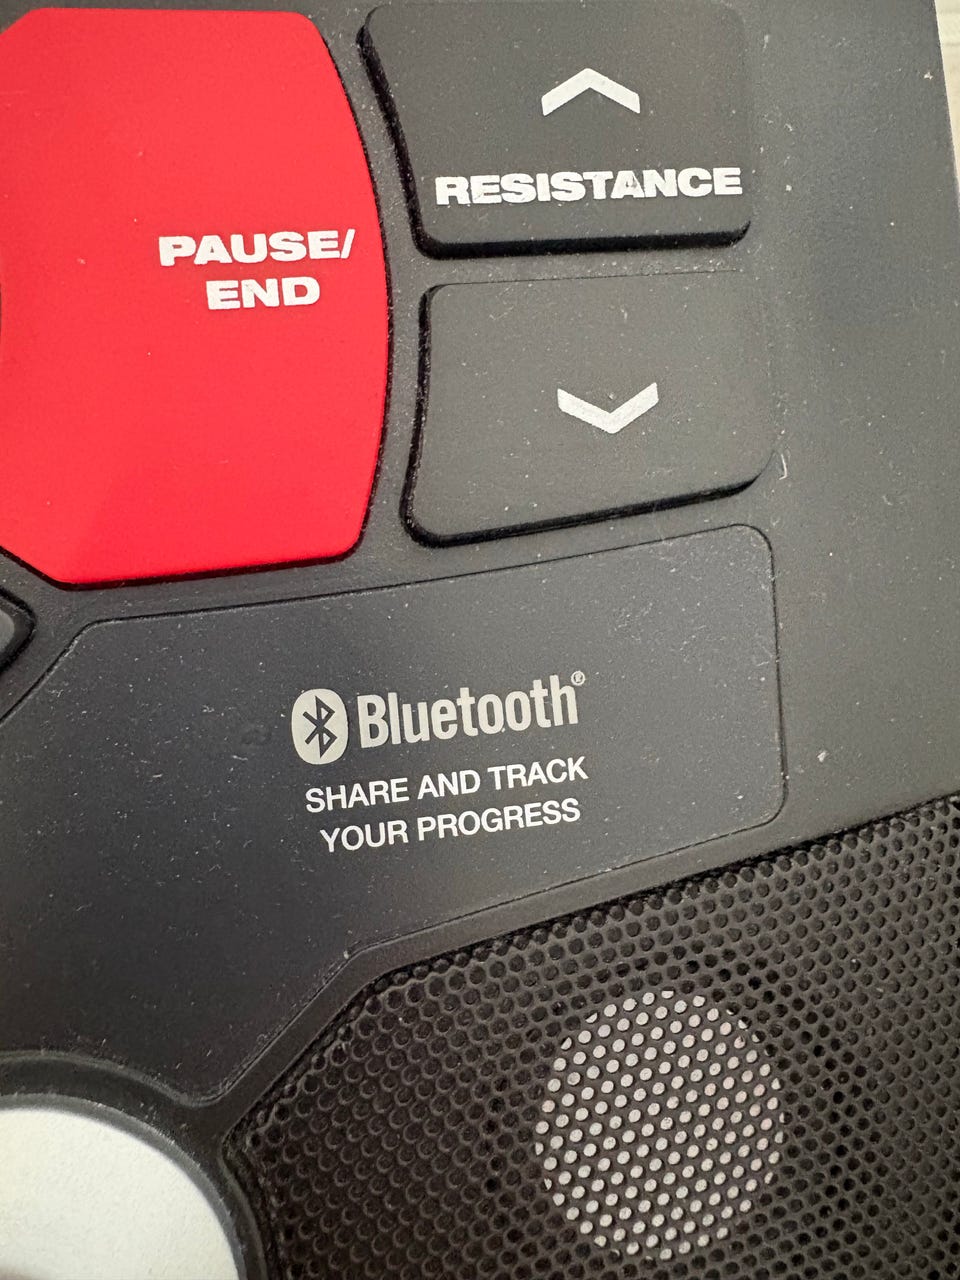 RESISTANCE
PAUSE/
END
Bluetooth®
SHARE AND TRACK
YOUR PROGRESS